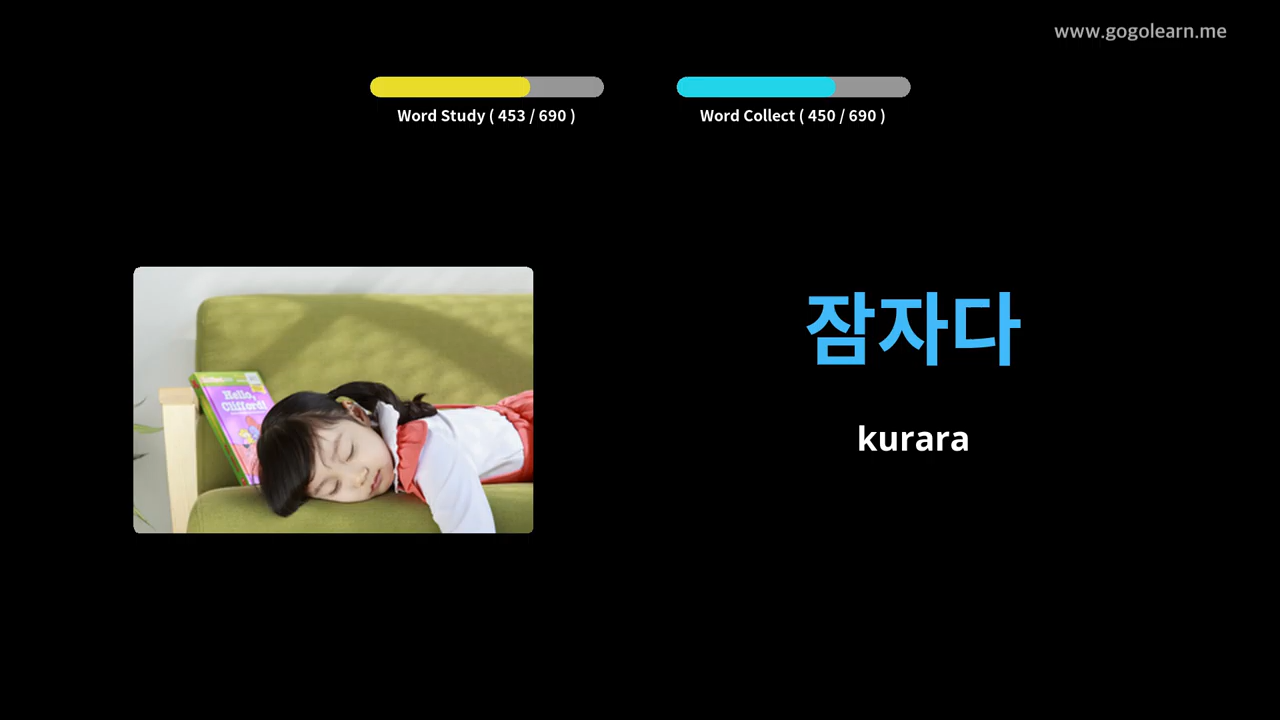 www.gogolearn.me
Word Study ( 453 / 690 )
Word Collect ( 450 / 690 )
Hello,
Clifford!
잠자다
kurara